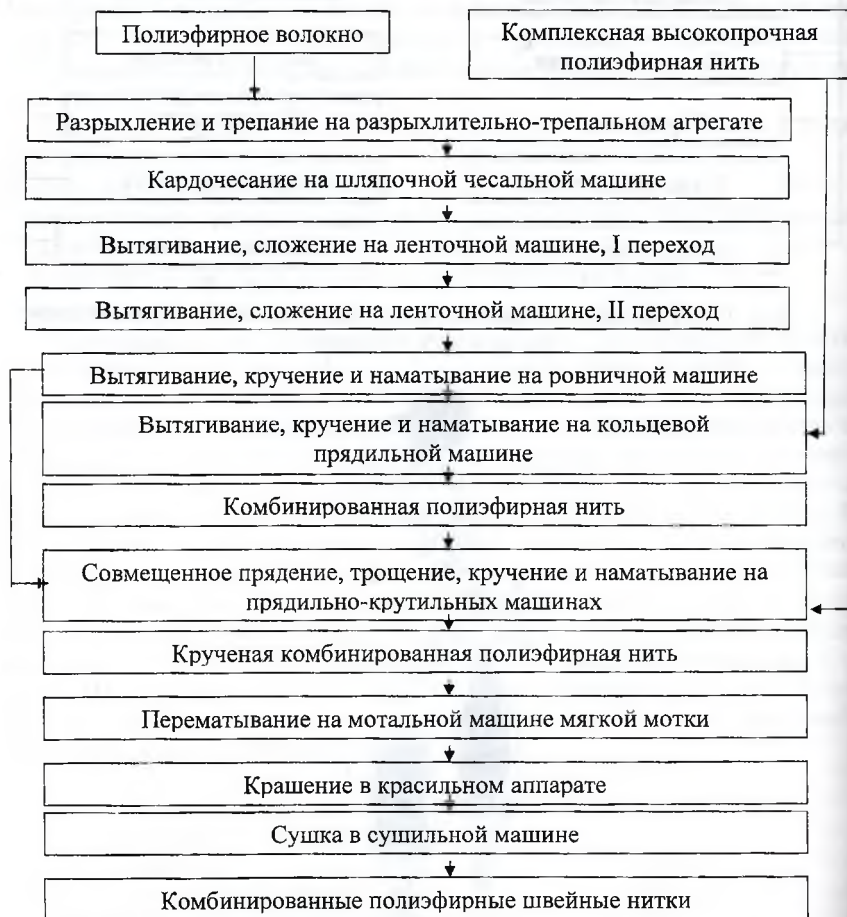 Полиэфирное волокно
Комплексная высокопрочная
полиэфирная нить
Разрыхление и трепание на разрыхлительно-трепальном агрегате
Кардочесание на шляпочной чесальной машине
Вытягивание, сложение на ленточной машине, I переход
Вытягивание, сложение на ленточной машине, II переход
Вытягивание, кручение и наматывание на ровничной машине
Вытягивание, кручение и наматывание на кольцевой
прядильной машине
Комбинированная полиэфирная нить
Совмещенное прядение, трощение, кручение и наматывание на
прядильно-крутильных машинах
Крученая комбинированная полиэфирная нить
Перематывание на мотальной машине мягкой мотки
Крашение в красильном аппарате
Сушка в сушильной машине
Комбинированные полиэфирные швейные нитки